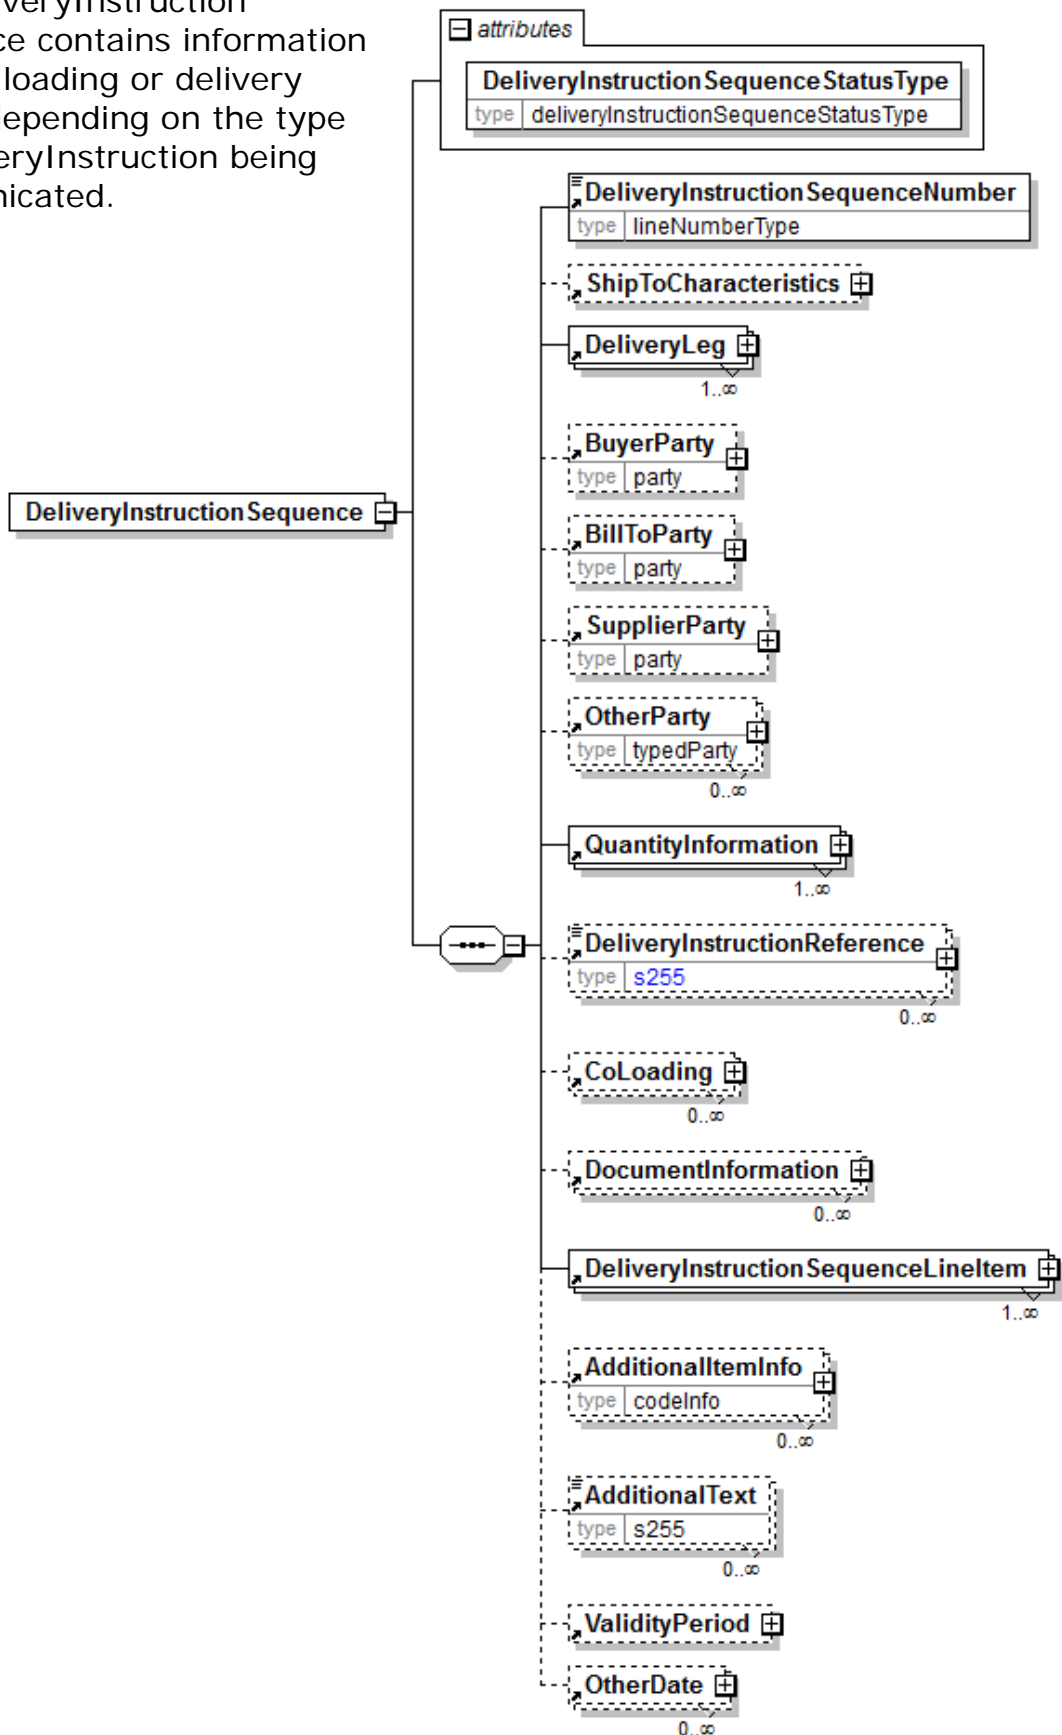 contains information
loading or delivery
depending on the type
being
attributes
DeliveryInstructionSequenceStatusType
type deliveryInstructionSequenceStatusType
DeliveryInstructionSequenceNumber
type lineNumberType
ShipToCharacteristics
DeliveryLeg
1..∞
BuyerParty
type party
DeliveryInstructionSequence
BillToParty
type party
SupplierParty
type party
OtherParty
type typedParty
0..∞
QuantityInformation
1..∞
DeliveryInstructionReference
type s255
0..∞
CoLoading
0..∞
DocumentInformation
0..∞
DeliveryInstructionSequenceLineItem
1..∞
AdditionalItemInfo
type codeInfo
0..∞
AdditionalText
type s255
0..∞
ValidityPeriod
OtherDate
0..∞